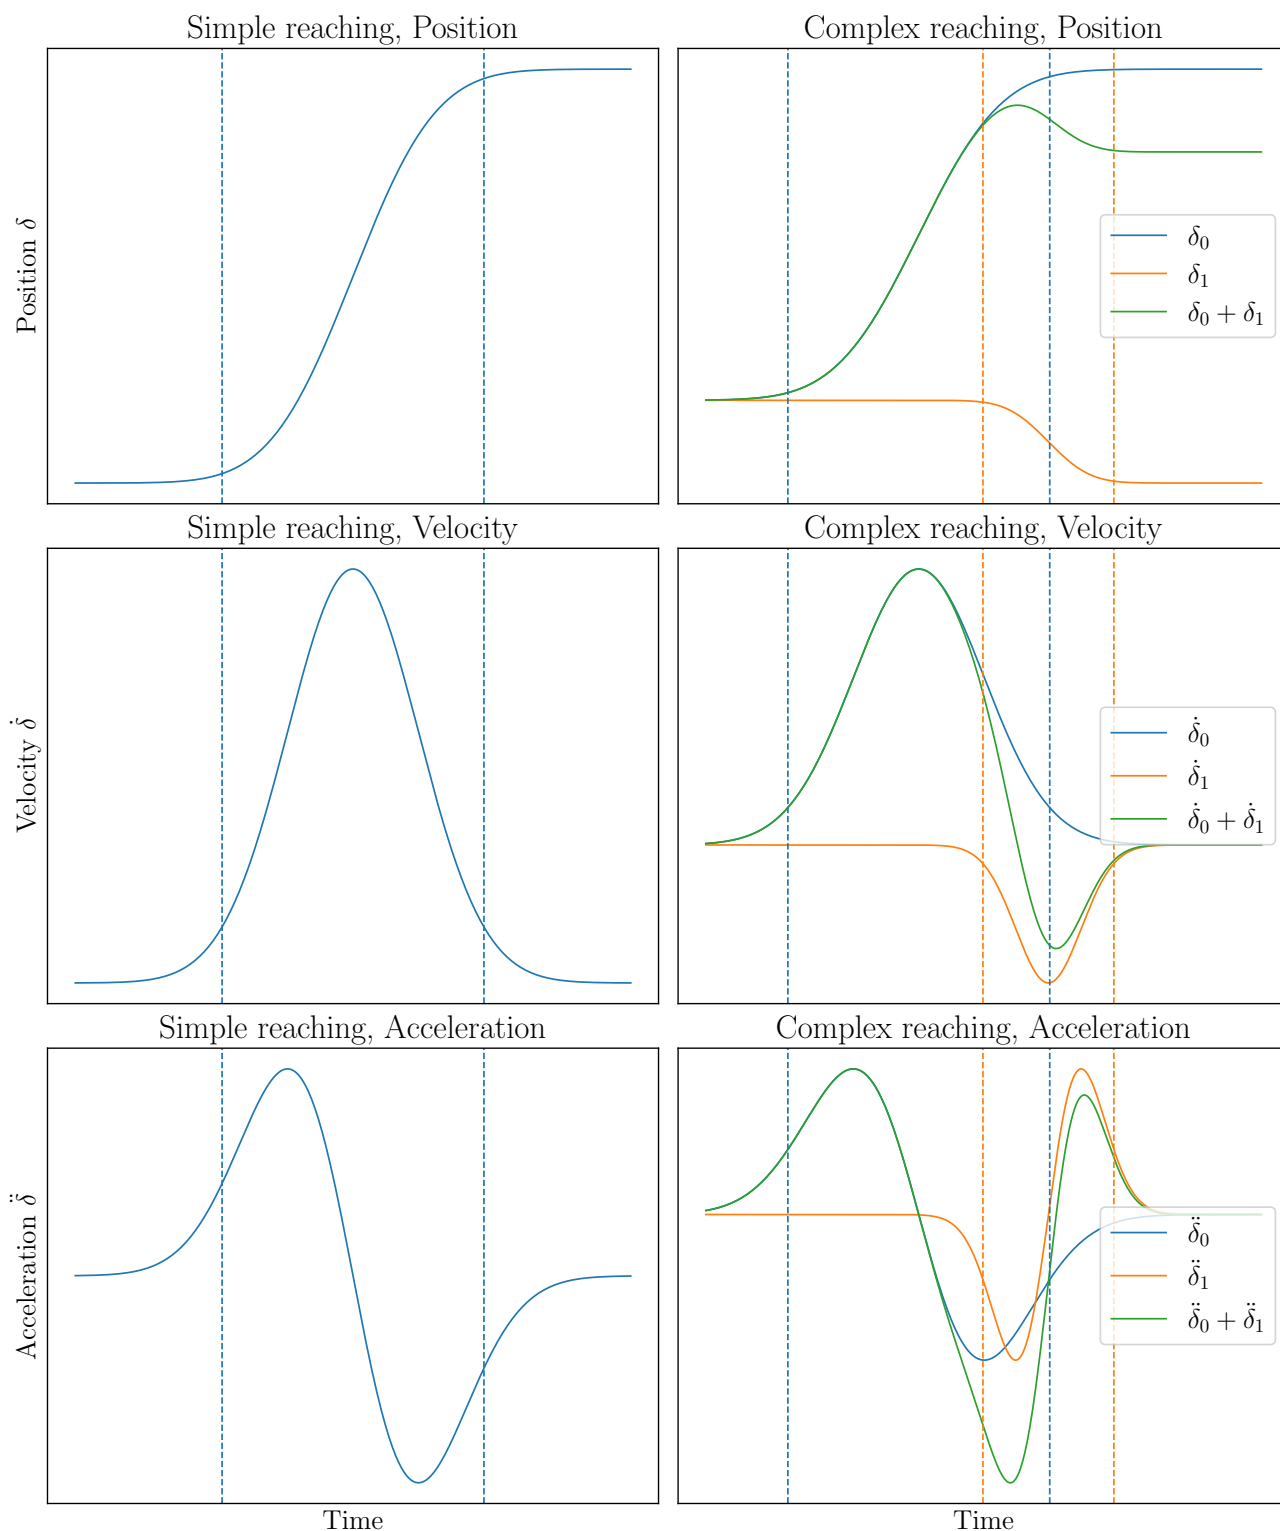 Simple reaching, Position
Complex reaching, Position
Position δ
δ₀
δ₁
δ₀ + δ₁
Simple reaching, Velocity
Complex reaching, Velocity
Velocity δ̇
δ̇₀
δ̇₁
δ̇₀ + δ̇₁
Simple reaching, Acceleration
Complex reaching, Acceleration
Acceleration δ̈
δ̈₀
δ̈₁
δ̈₀ + δ̈₁
Time
Time